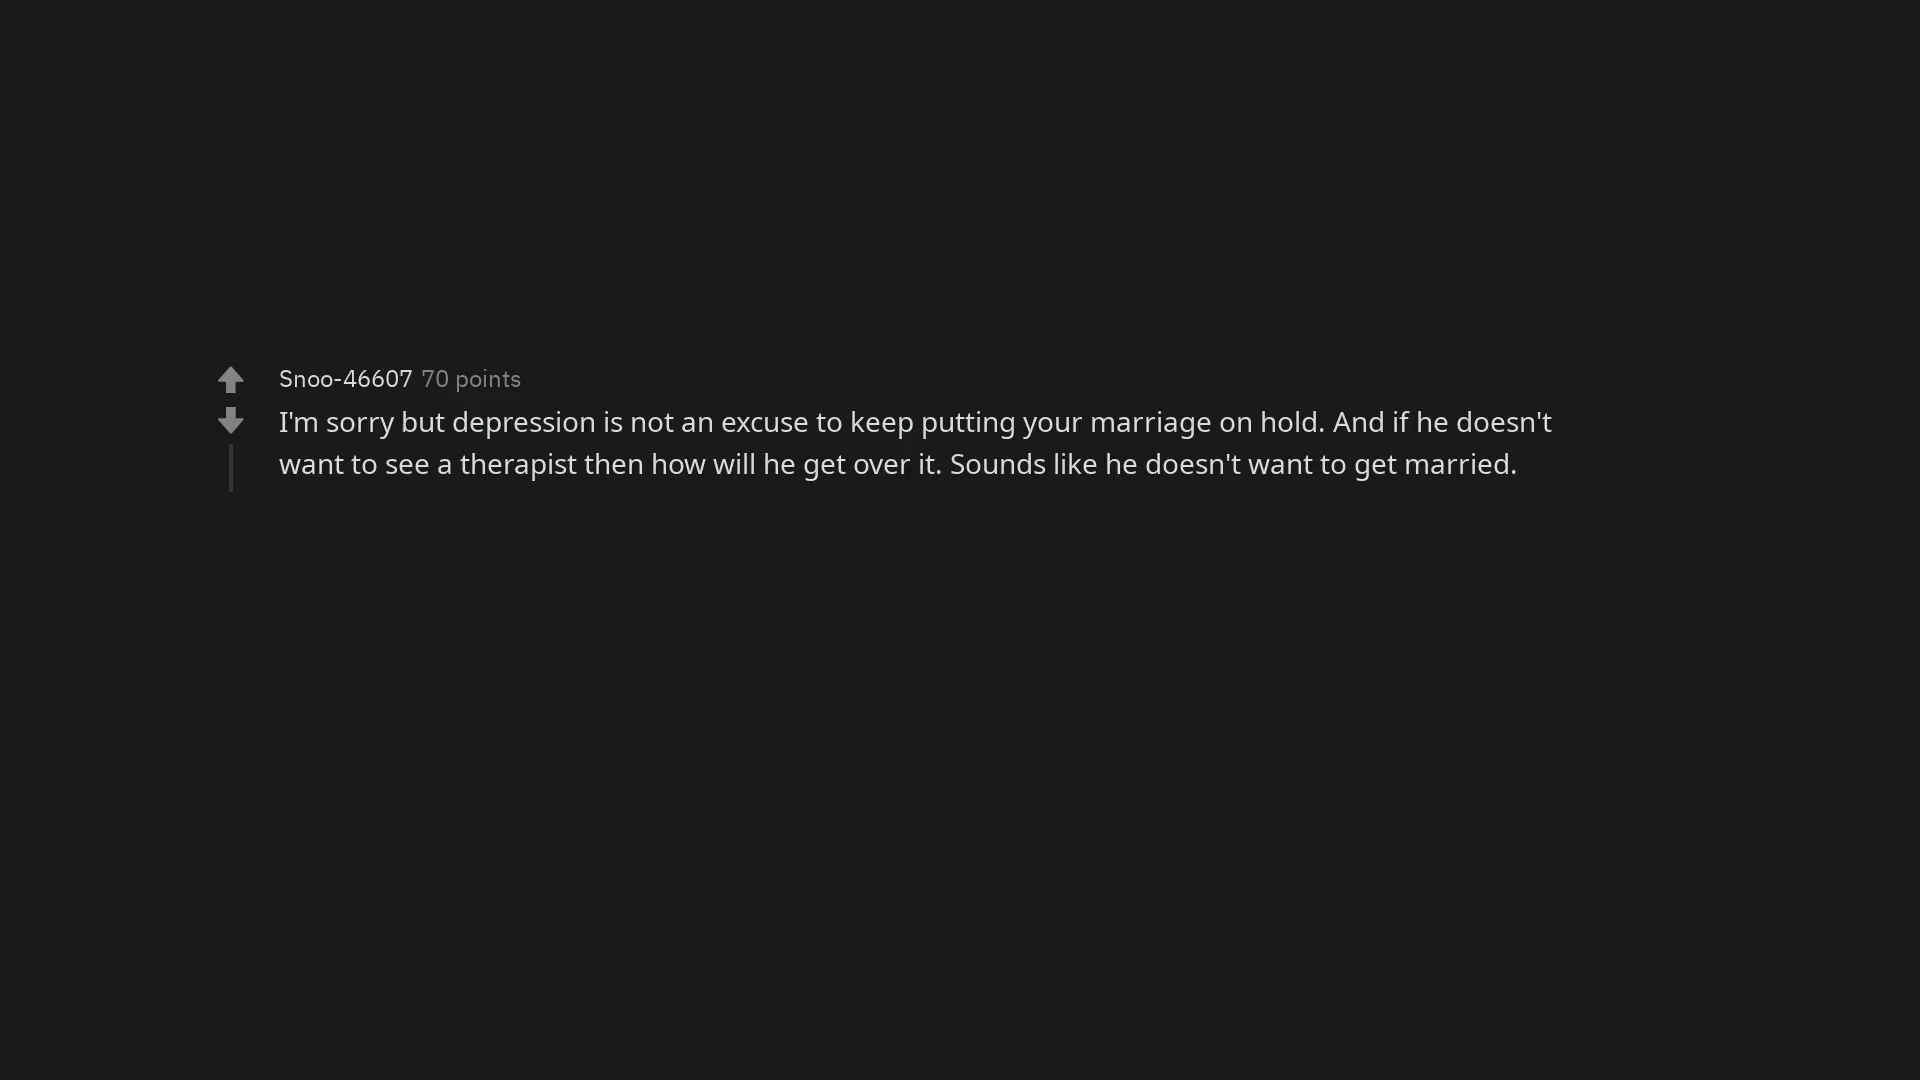 Snoo-46607 70 points
I'm sorry but depression is not an excuse to keep putting your marriage on hold. And if he doesn't
want to see a therapist then how will he get over it. Sounds like he doesn't want to get married.